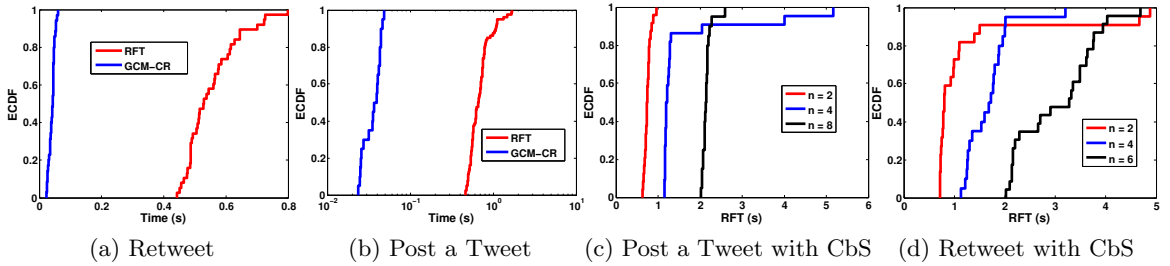 1
0.8
0.6
0.4
0.2
0
ECDF
RFT
GCM−CR
0 0.2 0.4 0.6 0.8
Time (s)
(a) Retweet
1
0.8
0.6
0.4
0.2
0
ECDF
RFT
GCM−CR
10−2 10−1 100 101
Time (s)
(b) Post a Tweet
1
0.8
0.6
0.4
0.2
0
ECDF
n = 2
n = 4
n = 8
0 1 2 3 4 5 6
RFT (s)
(c) Post a Tweet with CbS
1
0.8
0.6
0.4
0.2
0
ECDF
n = 2
n = 4
n = 6
0 1 2 3 4 5
RFT (s)
(d) Retweet with CbS